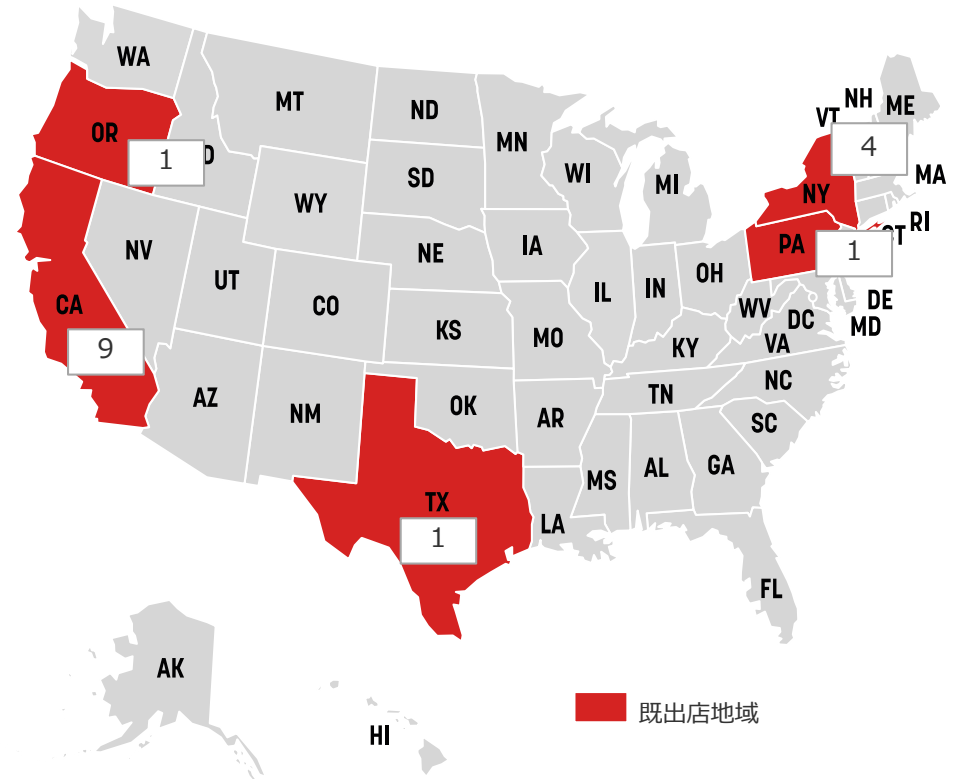 WA
MT
ND
MN
VT
NH
ME
OR
1
D
SD
WI
MI
4
MA
WY
NY
NV
IA
NE
PA
1
CT
RI
UT
CO
IL
IN
OH
CA
KS
MO
WV
DC
DE
MD
9
KY
VA
AZ
NM
OK
AR
TN
NC
SC
TX
1
LA
MS
AL
GA
FL
AK
HI
既出店地域